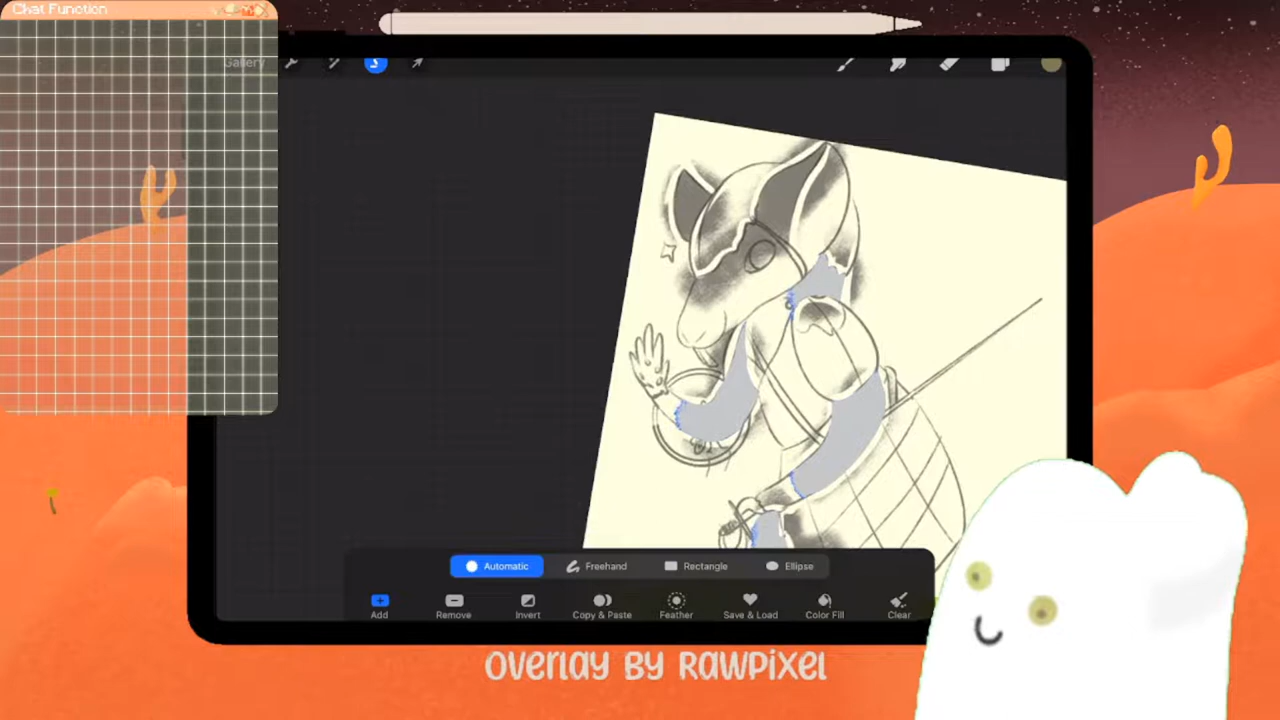 Chat Function
Gallery
Automatic
Freehand
Rectangle
Ellipse
Add
Remove
Invert
Copy & Paste
Feather
Save & Load
Color Fill
Clear
Overlay by Rawpixel